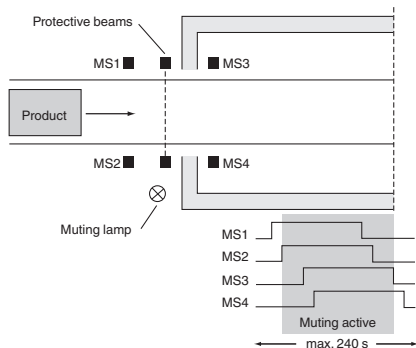 Protective beams
MS1
MS3
Product
MS2
MS4
Muting lamp
MS1
MS2
MS3
MS4
Muting active
max. 240 s